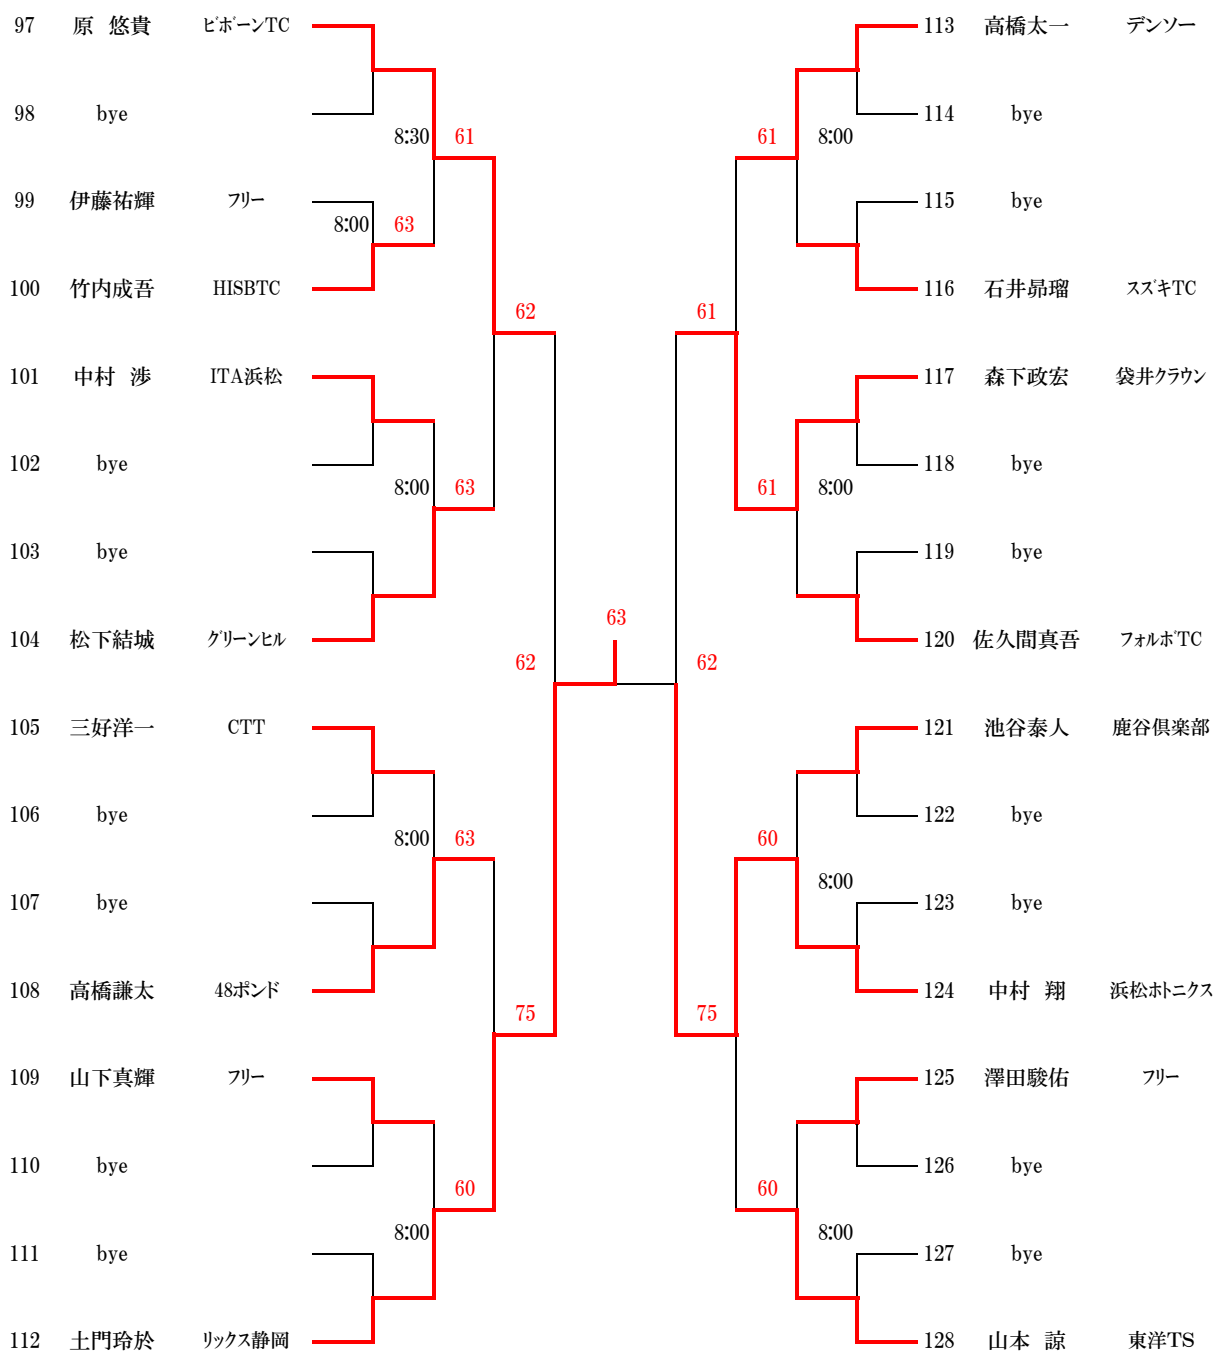 97 原 悠貴 ビボーンTC
98 bye
8:30 61
99 伊藤祐輝 フリー
8:00 63
100 竹内成吾 HISBTC
62
101 中村 渉 ITA浜松
102 bye
8:00 63
103 bye
104 松下結城 グリーンヒル
62
105 三好洋一 CTT
106 bye
8:00 63
107 bye
108 高橋謙太 48ポンド
75
109 山下真輝 フリー
110 bye
60
8:00
111 bye
112 土門玲於 リックス静岡
63
113 高橋太一 デンソー
114 bye
61 8:00
115 bye
116 石井昴瑠 スズキTC
61
117 森下政宏 袋井クラウン
118 bye
61 8:00
119 bye
120 佐久間真吾 フォルボTC
62
121 池谷泰人 鹿谷倶楽部
122 bye
60
8:00
123 bye
124 中村 翔 浜松ホトニクス
75
125 澤田駿佑 フリー
126 bye
60
8:00
127 bye
128 山本 諒 東洋TS